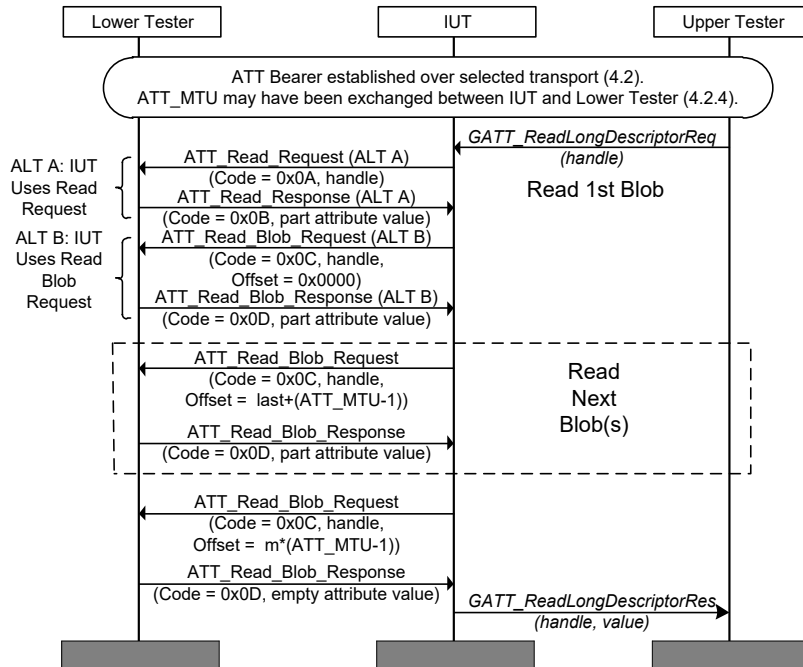 Lower Tester
IUT
Upper Tester
ATT Bearer established over selected transport (4.2).
ATT_MTU may have been exchanged between IUT and Lower Tester (4.2.4).
GATT_ReadLongDescriptorReq
(handle)
ALT A: IUT
Uses Read
Request
ATT_Read_Request (ALT A)
(Code = 0x0A, handle)
ATT_Read_Response (ALT A)
(Code = 0x0B, part attribute value)
Read 1st Blob
ALT B: IUT
Uses Read
Blob
Request
ATT_Read_Blob_Request (ALT B)
(Code = 0x0C, handle,
Offset = 0x0000)
ATT_Read_Blob_Response (ALT B)
(Code = 0x0D, part attribute value)
ATT_Read_Blob_Request
(Code = 0x0C, handle,
Offset = last+(ATT_MTU-1))
ATT_Read_Blob_Response
(Code = 0x0D, part attribute value)
Read
Next
Blob(s)
ATT_Read_Blob_Request
(Code = 0x0C, handle,
Offset = m*(ATT_MTU-1))
ATT_Read_Blob_Response
(Code = 0x0D, empty attribute value)
GATT_ReadLongDescriptorRes
(handle, value)